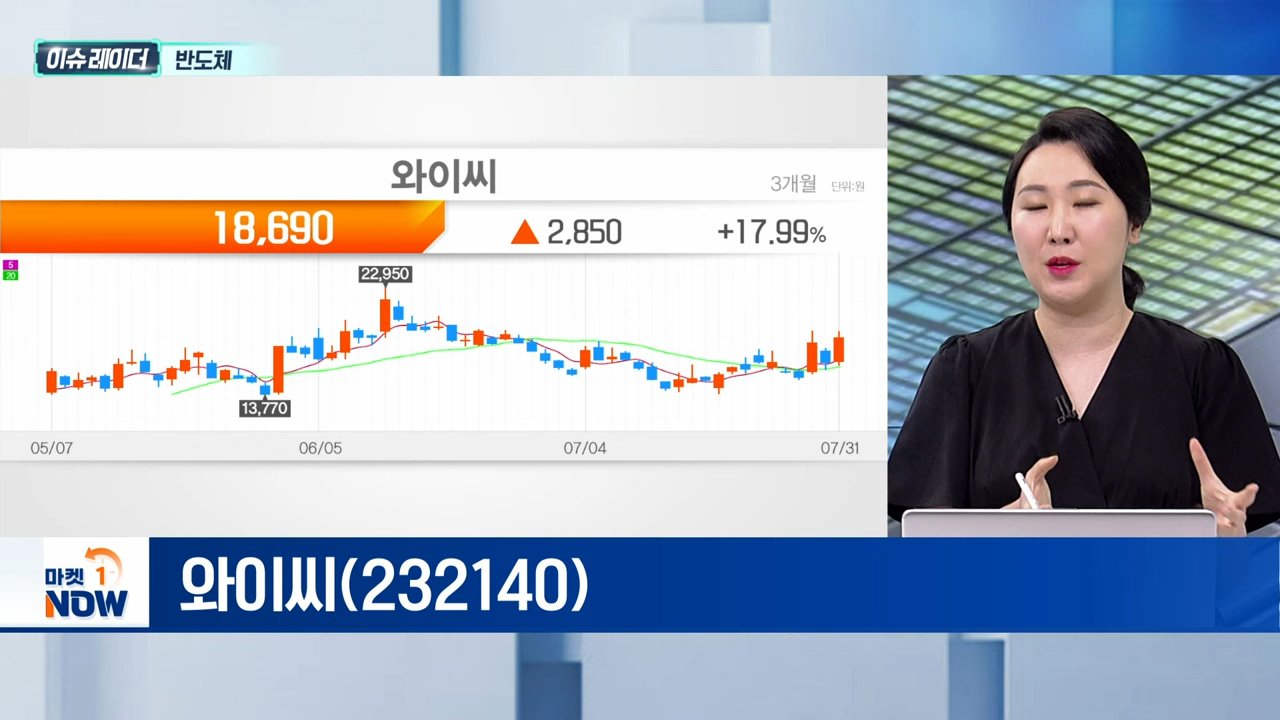 이슈 레이더 반도체
와이씨
3개월 단위:원
18,690 ▲ 2,850 +17.99%
5
20
22,950
13,770
05/07 06/05 07/04 07/31
마켓 1
NOW
와이씨(232140)